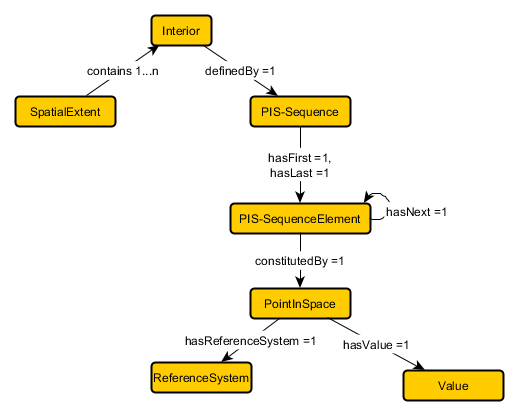 Interior
contains 1...n
definedBy =1
SpatialExtent
PIS-Sequence
hasFirst =1,
hasLast =1
PIS-SequenceElement
hasNext =1
constitutedBy =1
PointInSpace
hasReferenceSystem =1
hasValue =1
ReferenceSystem
Value